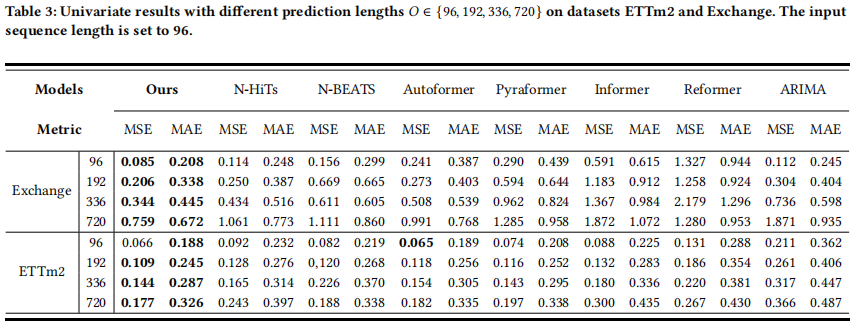 Table 3: Univariate results with different prediction lengths O ∈ {96, 192, 336, 720} on datasets ETTm2 and Exchange. The input
sequence length is set to 96.
Models Ours N-HiTs N-BEATS Autoformer Pyraformer Informer Reformer ARIMA
Metric MSE MAE MSE MAE MSE MAE MSE MAE MSE MAE MSE MAE MSE MAE MSE MAE
Exchange
96 0.085 0.208 0.114 0.248 0.156 0.299 0.241 0.387 0.290 0.439 0.591 0.615 1.327 0.944 0.112 0.245
192 0.206 0.338 0.250 0.387 0.669 0.665 0.273 0.403 0.594 0.644 1.183 0.912 1.258 0.924 0.304 0.404
336 0.344 0.445 0.434 0.516 0.611 0.605 0.508 0.539 0.962 0.824 1.367 0.984 2.179 1.296 0.736 0.598
720 0.759 0.672 1.061 0.773 1.111 0.860 0.991 0.768 1.285 0.958 1.872 1.072 1.280 0.953 1.871 0.935
ETTm2
96 0.066 0.188 0.092 0.232 0.082 0.219 0.065 0.189 0.074 0.208 0.088 0.225 0.131 0.288 0.211 0.362
192 0.109 0.245 0.128 0.276 0,120 0.268 0.118 0.256 0.116 0.252 0.132 0.283 0.186 0.354 0.261 0.406
336 0.144 0.287 0.165 0.314 0.226 0.370 0.154 0.305 0.143 0.295 0.180 0.336 0.220 0.381 0.317 0.447
720 0.177 0.326 0.243 0.397 0.188 0.338 0.182 0.335 0.197 0.338 0.300 0.435 0.267 0.430 0.366 0.487